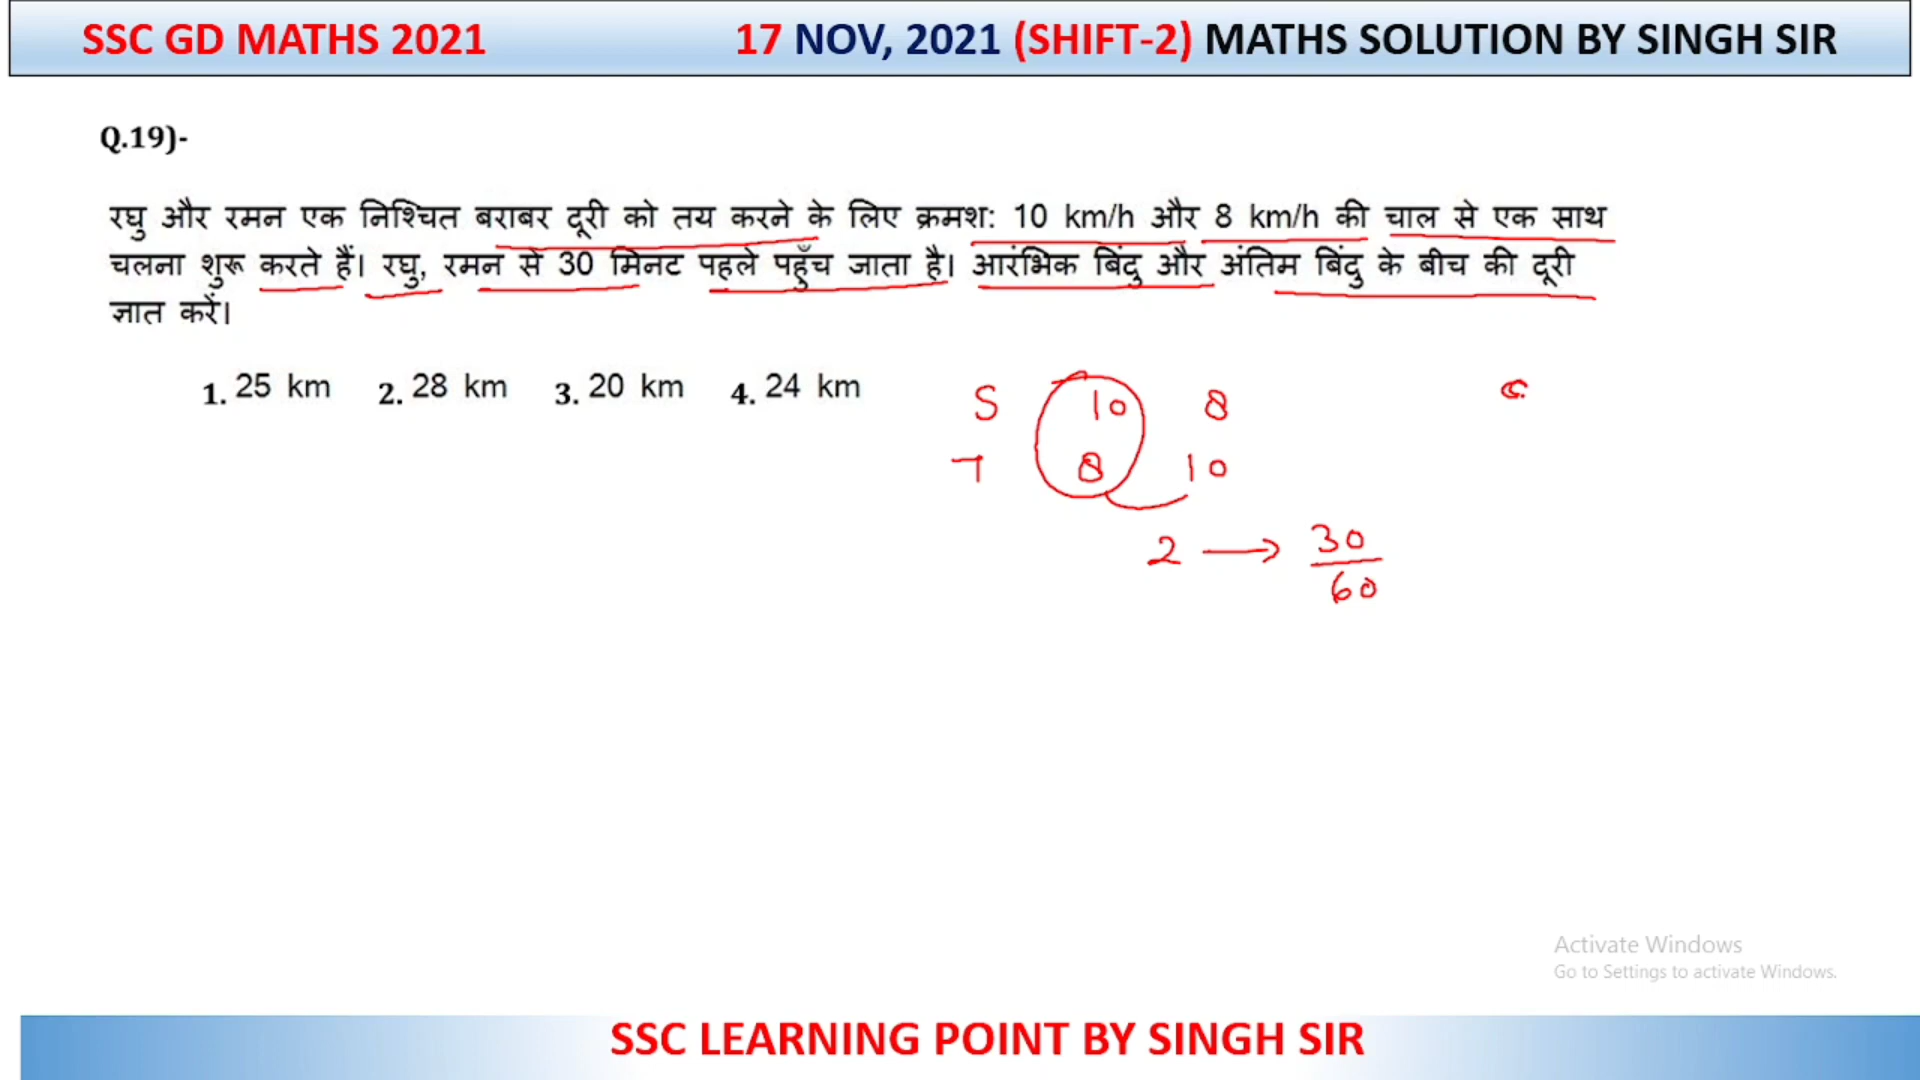 SSC GD MATHS 2021 17 NOV, 2021 (SHIFT-2) MATHS SOLUTION BY SINGH SIR
Q.19)-
रघु और रमन एक निश्चित बराबर दूरी को तय करने के लिए क्रमश: 10 km/h और 8 km/h की चाल से एक साथ
चलना शुरू करते हैं। रघु, रमन से 30 मिनट पहले पहुँच जाता है। आरंभिक बिंदु और अंतिम बिंदु के बीच की दूरी
ज्ञात करें।
1. 25 km 2. 28 km 3. 20 km 4. 24 km
S 10 8
T 8 10
2 → 30
60
Activate Windows
Go to Settings to activate Windows.
SSC LEARNING POINT BY SINGH SIR